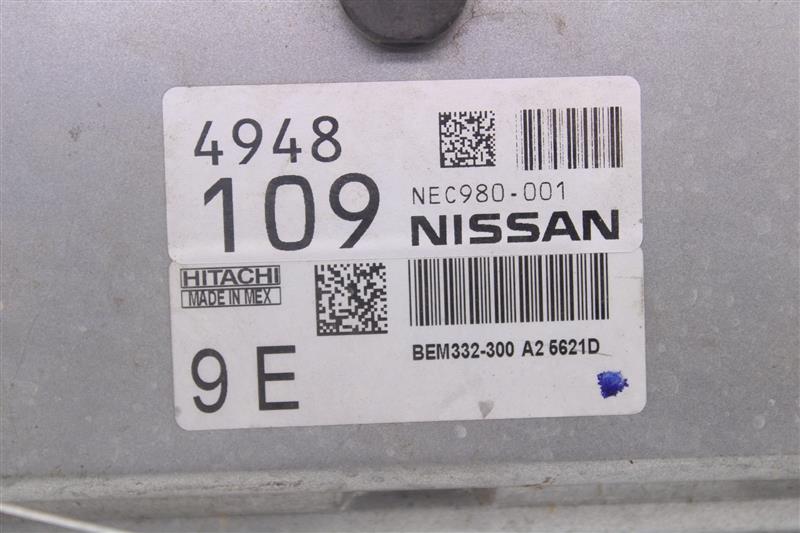 4948
109
NEC980-001
NISSAN
HITACHI
MADE IN MEX
9 E
BEM332-300 A2 5621D